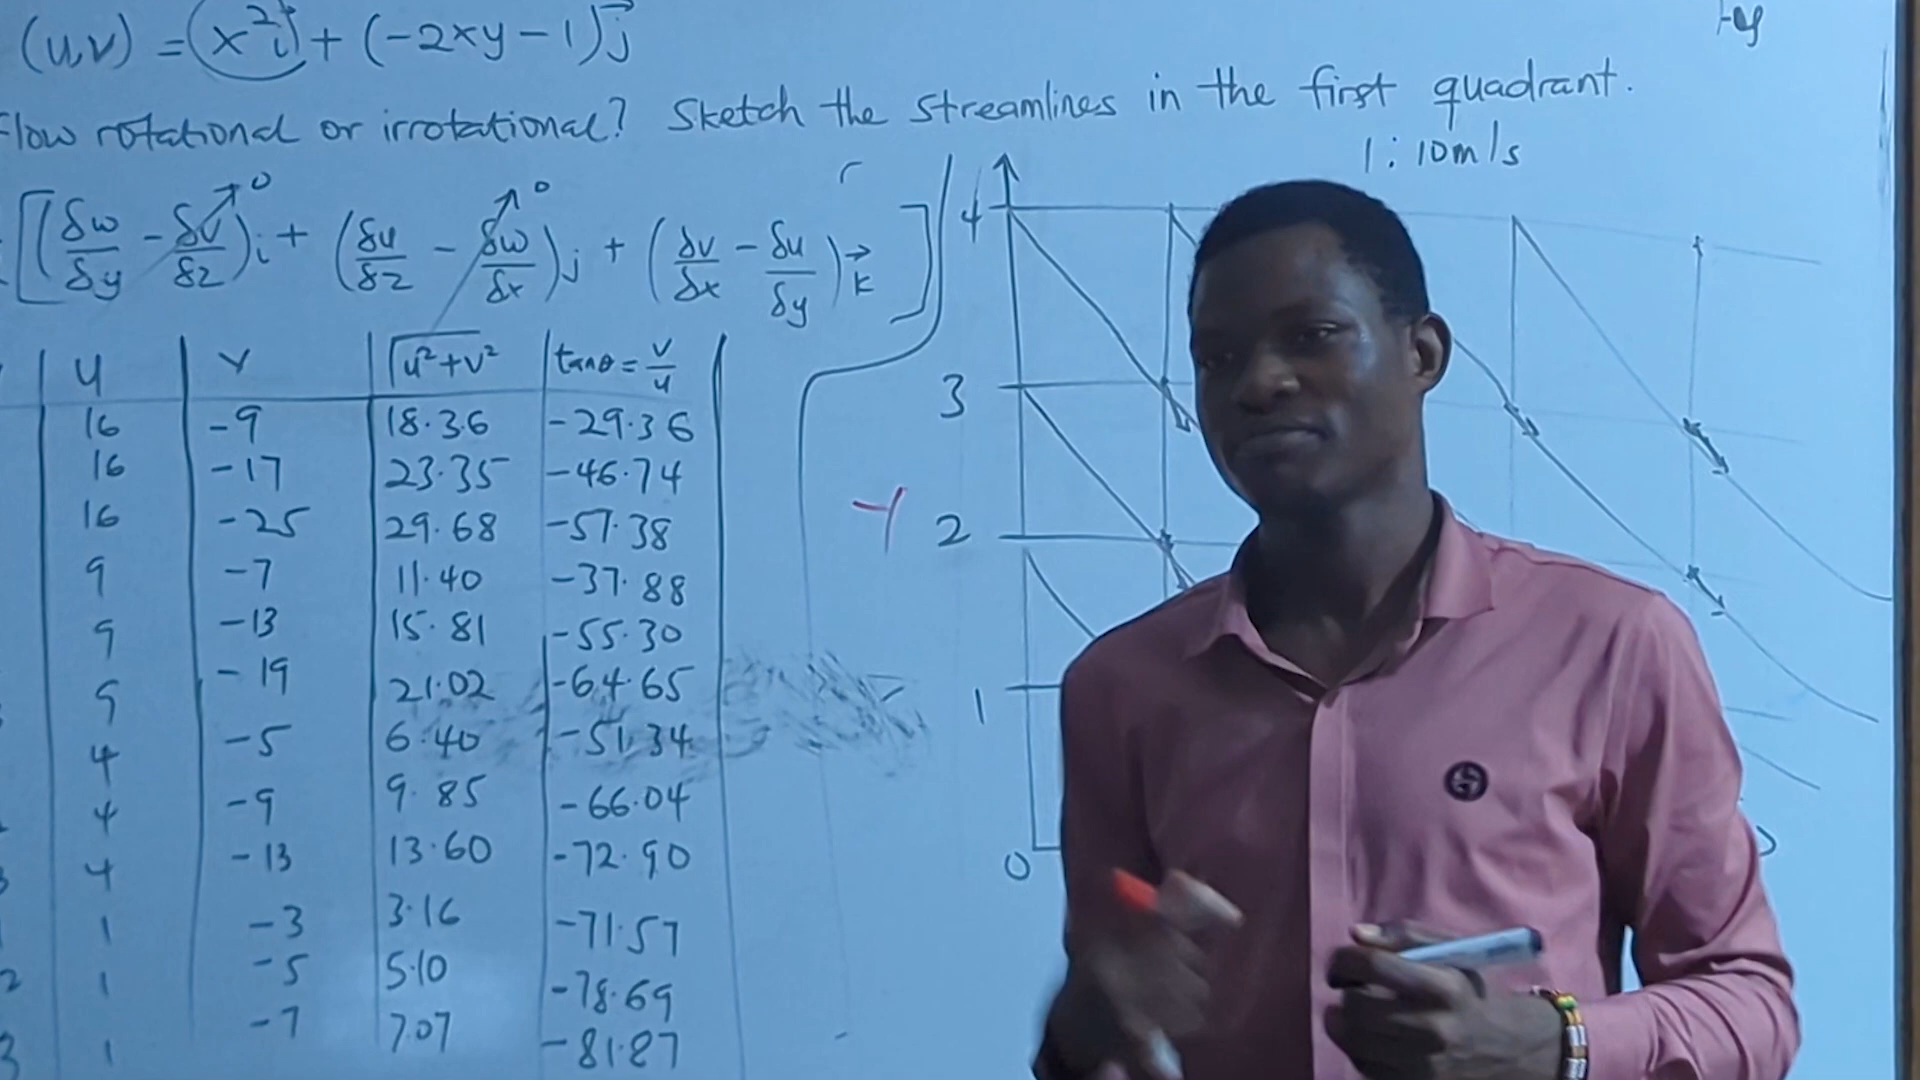 (u,v) = (x²i) + (-2xy-1)j
Flow rotational or irrotational? Sketch the streamlines in the first quadrant.
1:10m/s
[(δw/δy - δv/δz)i + (δu/δz - δw/δx)j + (δv/δx - δu/δy)k]
0 0
u v √u²+v² tanθ = v/u
16 -9 18.36 -29.36
16 -17 23.35 -46.74
16 -25 29.68 -57.38
9 -7 11.40 -37.88
9 -13 15.81 -55.30
9 -19 21.02 -64.65
4 -5 6.40 -51.34
4 -9 9.85 -66.04
4 -13 13.60 -72.90
1 -3 3.16 -71.57
2 1 -5 5.10 -78.69
3 1 -7 7.07 -81.87
4
3
2
1
0